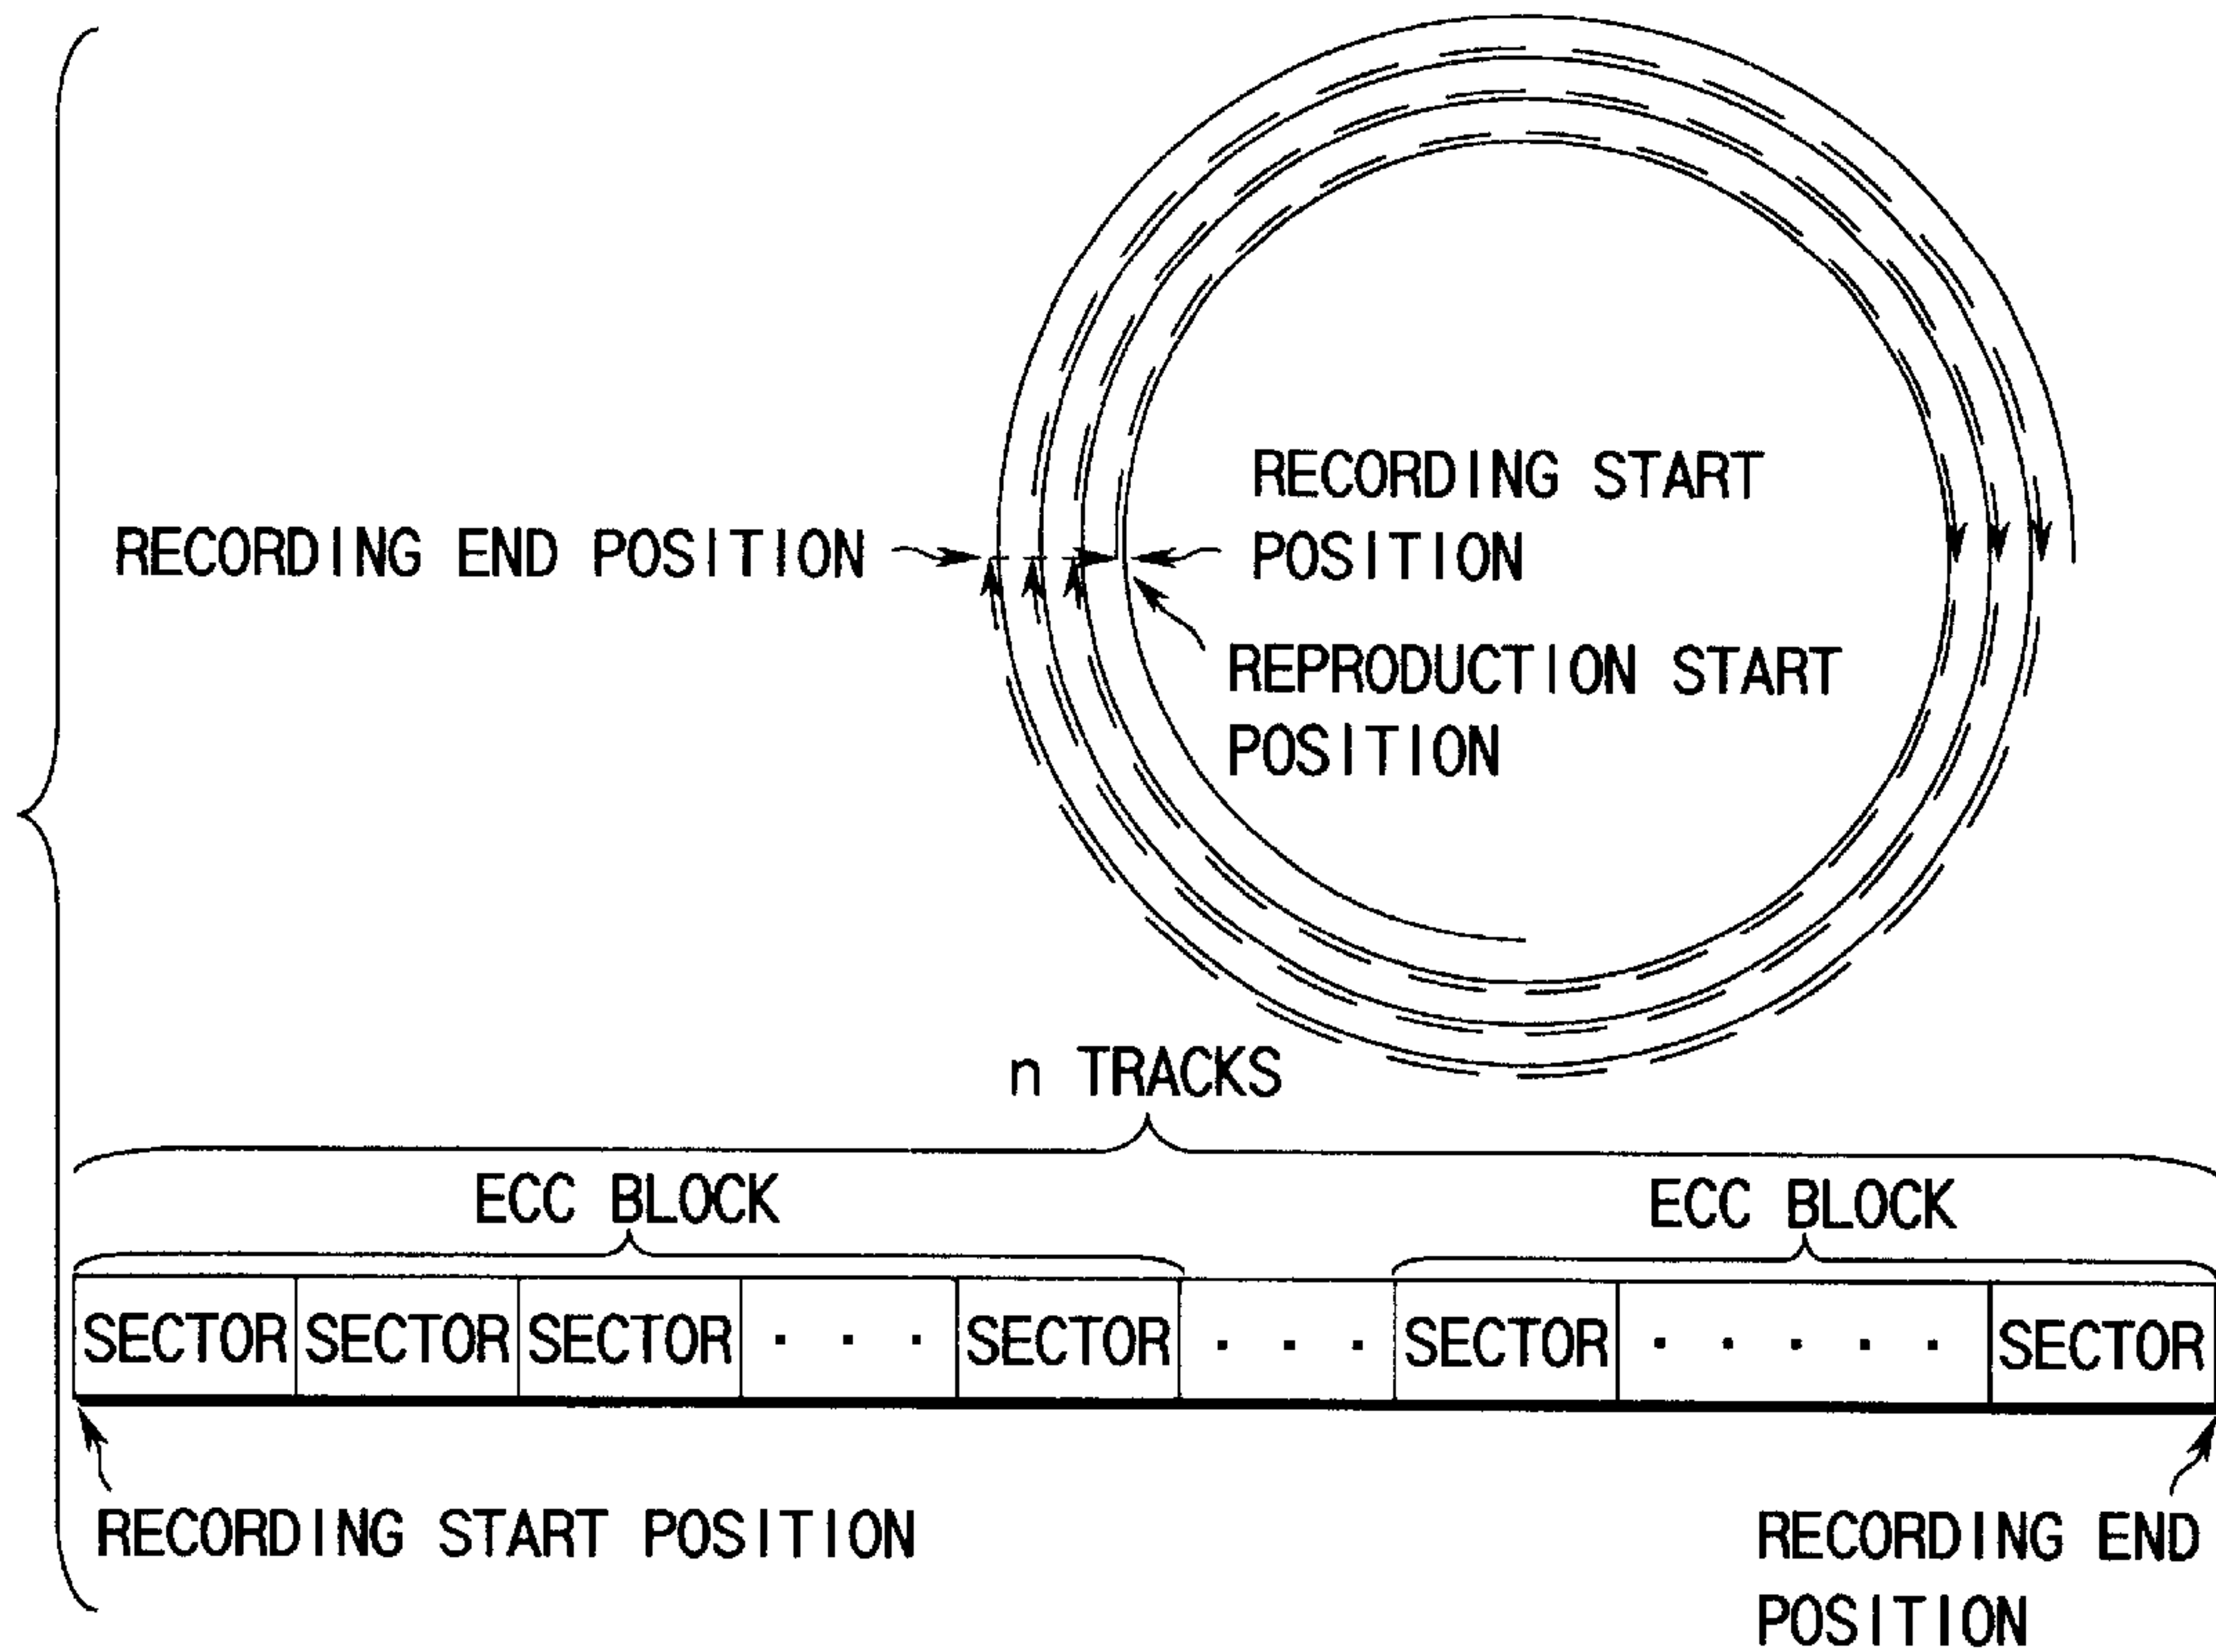 RECORDING START
RECORDING END POSITION
POSITION
REPRODUCTION START
POSITION
n TRACKS
ECC BLOCK
ECC BLOCK
SECTOR SECTOR SECTOR · · · SECTOR · · · SECTOR · · · · · SECTOR
RECORDING START POSITION
RECORDING END
POSITION